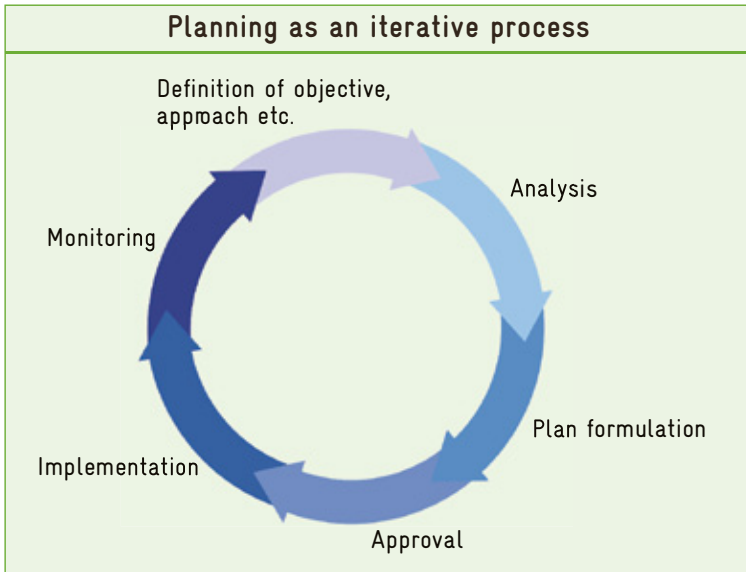 Planning as an iterative process
Definition of objective,
approach etc.
Analysis
Monitoring
Plan formulation
Implementation
Approval